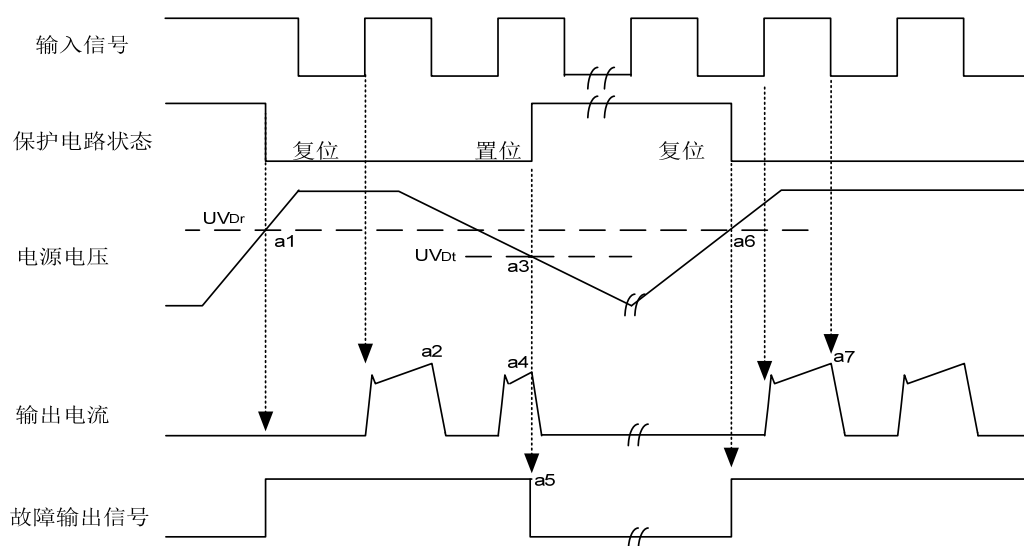 输入信号
保护电路状态
复位
置位
复位
UVDr
a1
a6
电源电压
UVDt
a3
a2
a4
a7
输出电流
a5
故障输出信号